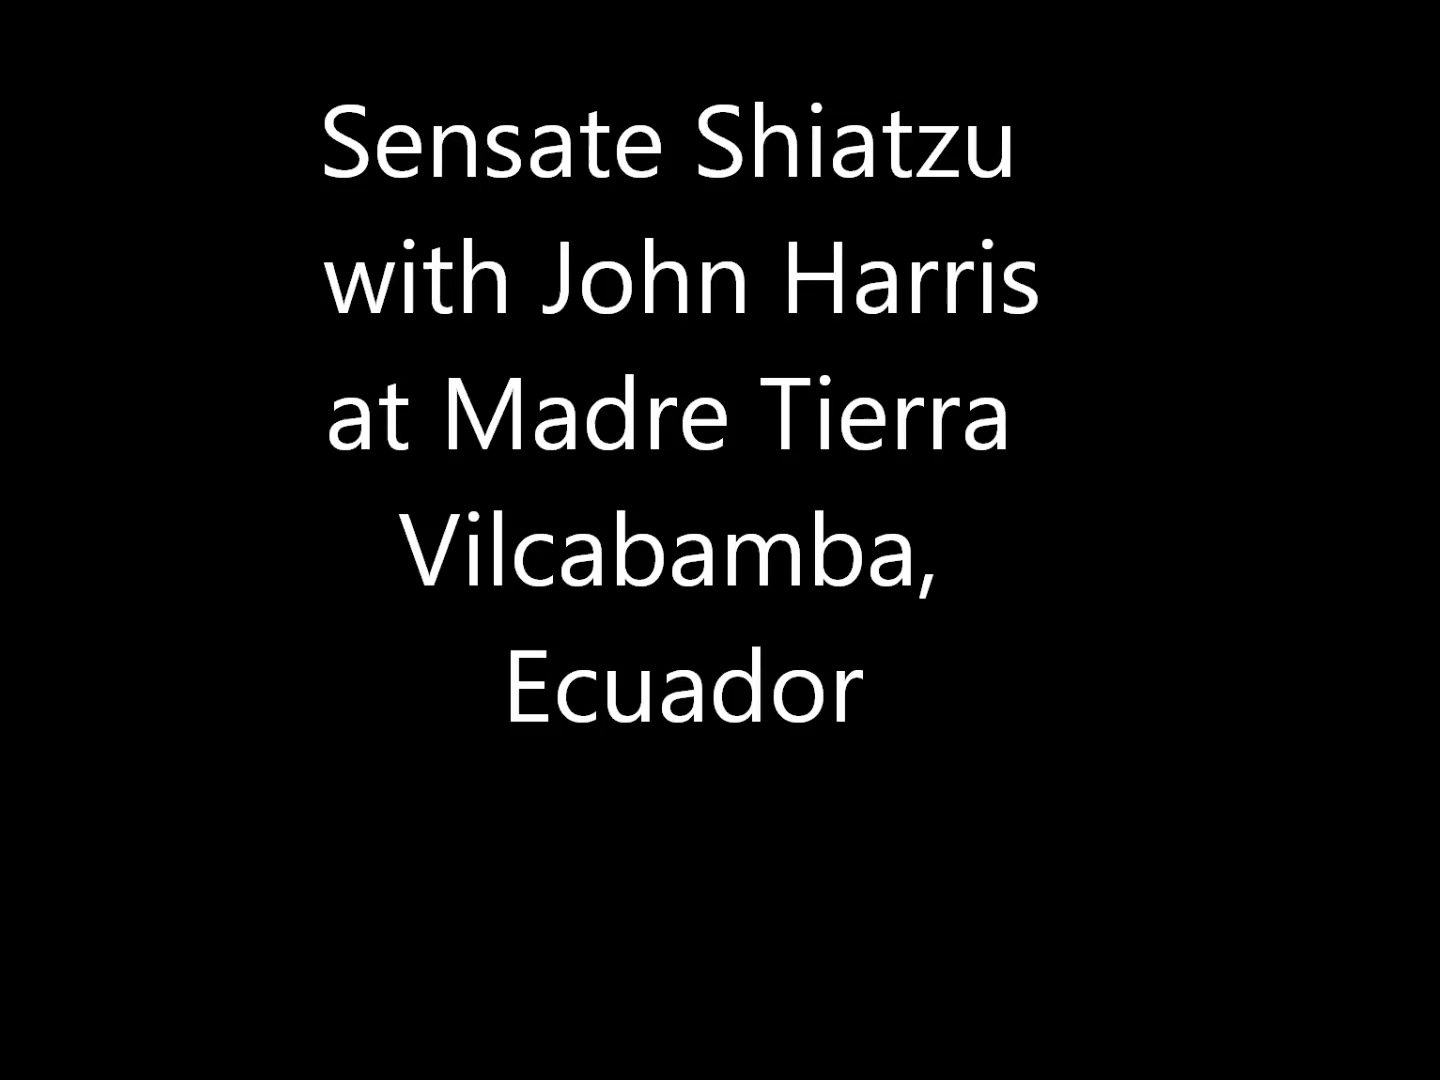 Sensate Shiatzu
with John Harris
at Madre Tierra
Vilcabamba,
Ecuador